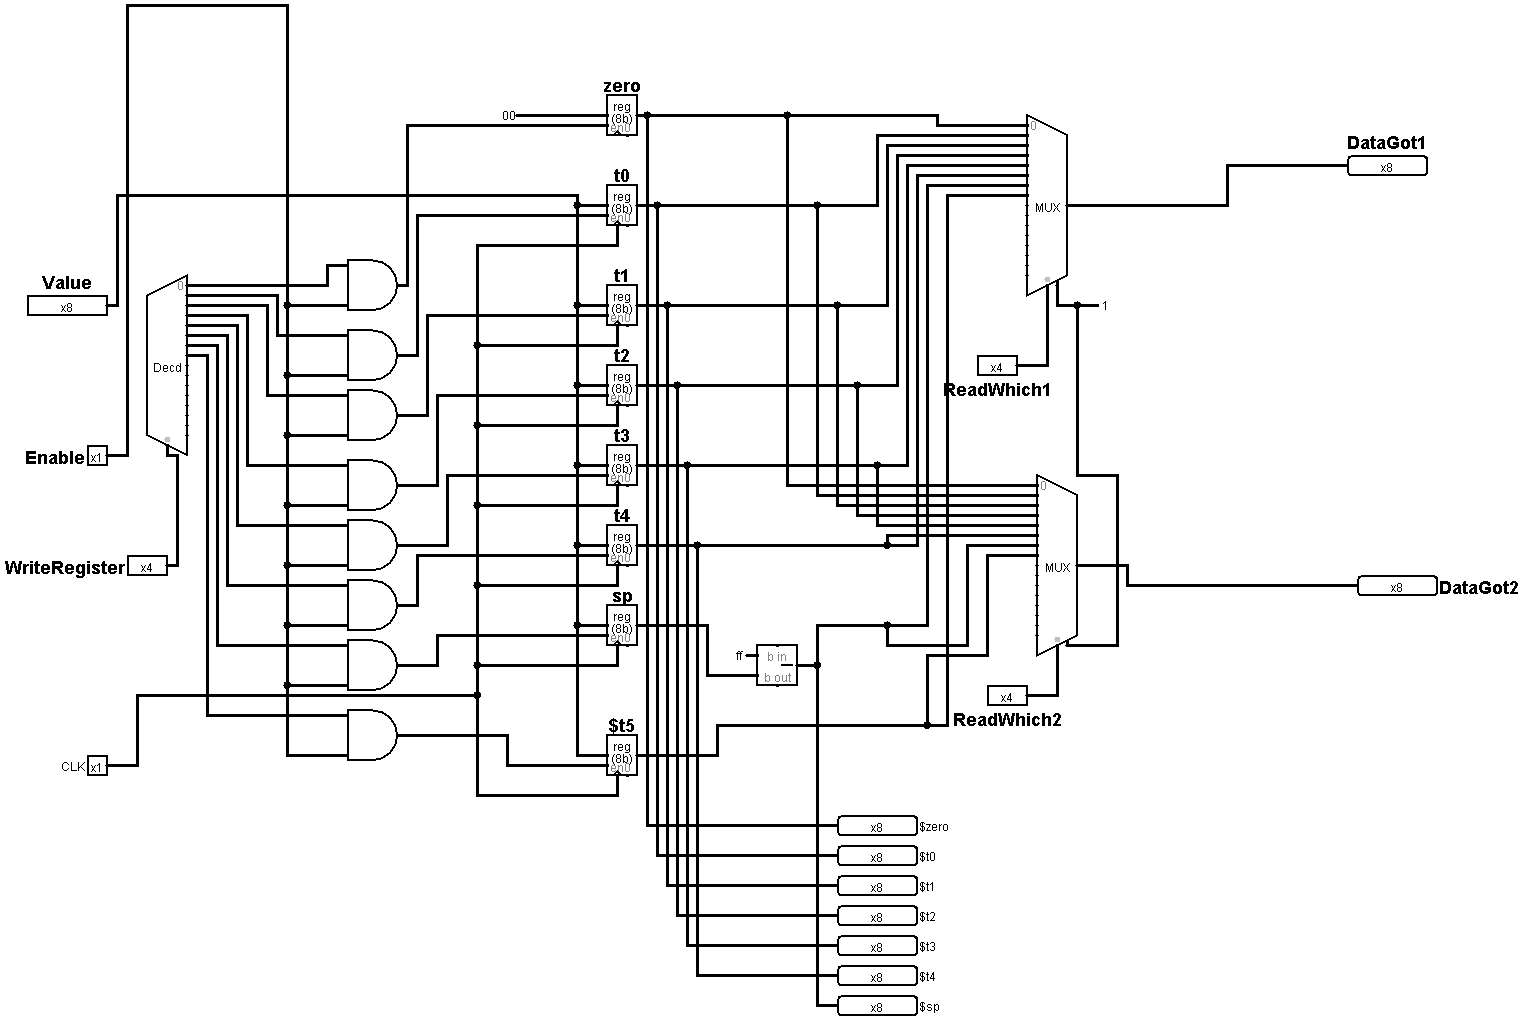 zero
00
reg
(8b)
en0
0
DataGot1
x8
t0
reg
(8b)
en0
MUX
Value
x8
0
t1
reg
(8b)
en0
1
t2
reg
(8b)
en0
Decd
x4
ReadWhich1
t3
reg
(8b)
en0
Enable
x1
0
t4
reg
(8b)
en0
WriteRegister
x4
MUX
x8
DataGot2
sp
reg
(8b)
en0
ff
b in
b out
x4
ReadWhich2
$t5
reg
(8b)
en0
CLK
x1
x8
$zero
x8
$t0
x8
$t1
x8
$t2
x8
$t3
x8
$t4
x8
$sp